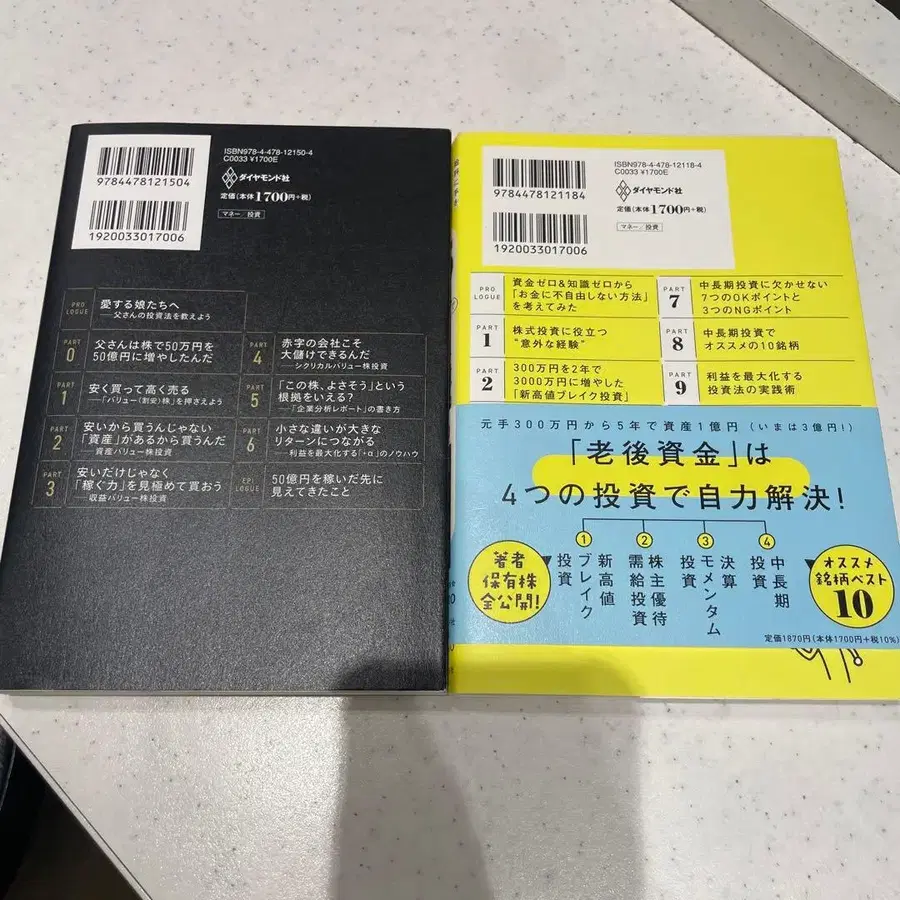 ISBN978-4-478-12150-4
C0033 ¥1700E
9784478121504
ダイヤモンド社
定価(本体1700円+税)
マネー/投資
1920033017006
PROLOGUE
愛する娘たちへ
―父さんの投資法を教えよう
PART 0
父さんは株で50万円を
50億円に増やしたんだ
PART 1
安く買って高く売る
―「バリュー(割安)株」を押さえよう
PART 2
安いから買うんじゃない
「資産」があるから買うんだ
―資産バリュー株投資
PART 3
安いだけじゃなく
「稼ぐ力」を見極めて買おう
―収益バリュー株投資
PART 4
赤字の会社こそ
大儲けできるんだ
―シクリカルバリュー株投資
PART 5
「この株、よさそう」という
根拠をいえる?
―「企業分析レポート」の書き方
PART 6
小さな違いが大きな
リターンにつながる
―利益を最大化する「+α」のノウハウ
EPILOGUE
50億円を稼いだ先に
見えてきたこと
ISBN978-4-478-12118-4
C0033 ¥1700E
9784478121184
ダイヤモンド社
定価(本体1700円+税)
マネー/投資
1920033017006
PROLOGUE
資金ゼロ&知識ゼロから
「お金に不自由しない方法」
を考えてみた
PART 1
株式投資に役立つ
"意外な経験"
PART 2
300万円を2年で
3000万円に増やした
「新高値ブレイク投資」
PART 7
中長期投資に欠かせない
7つのOKポイントと
3つのNGポイント
PART 8
中長期投資で
オススメの10銘柄
PART 9
利益を最大化する
投資法の実践術
元手300万円から5年で資産1億円(いまは3億円!)
「老後資金」は
4つの投資で自力解決!
1
新高値
ブレイク
投資
2
株主優待
需給投資
3
決算
モメンタム
投資
4
中長期
投資
著者
保有株
全公開!
オススメ
銘柄ベスト
10
定価1870円(本体1700円+税10%)